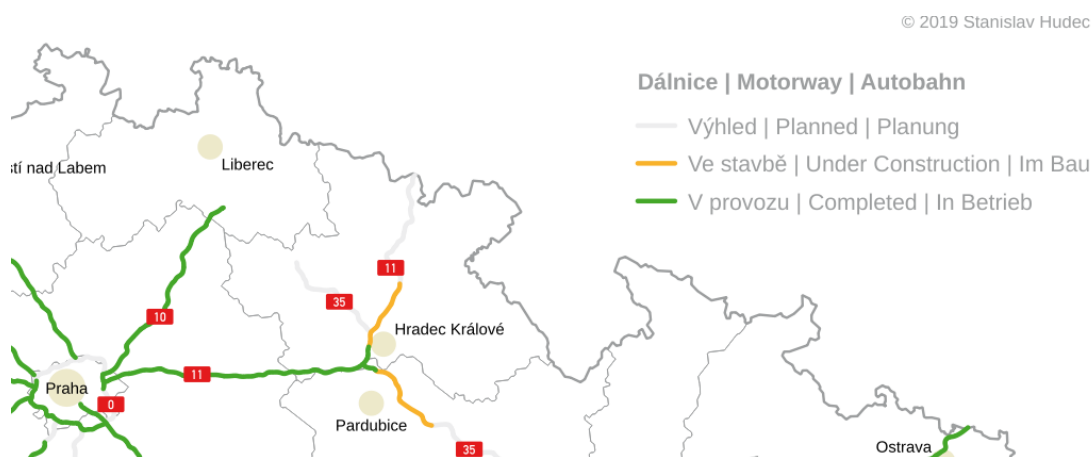 © 2019 Stanislav Hudec
Dálnice | Motorway | Autobahn
Výhled | Planned | Planung
Ve stavbě | Under Construction | Im Bau
V provozu | Completed | In Betrieb
Liberec
stí nad Labem
11
35
10
Hradec Králové
11
Praha
0
Pardubice
35
Ostrava